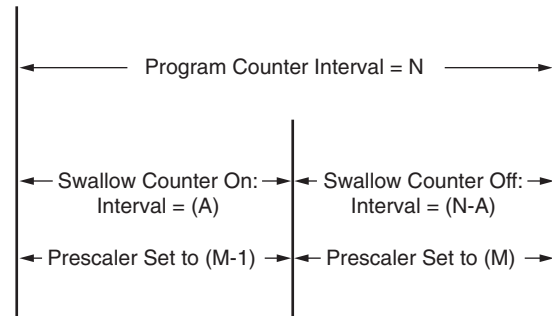 Program Counter Interval = N
Swallow Counter On:
Interval = (A)
Swallow Counter Off:
Interval = (N-A)
Prescaler Set to (M-1)
Prescaler Set to (M)